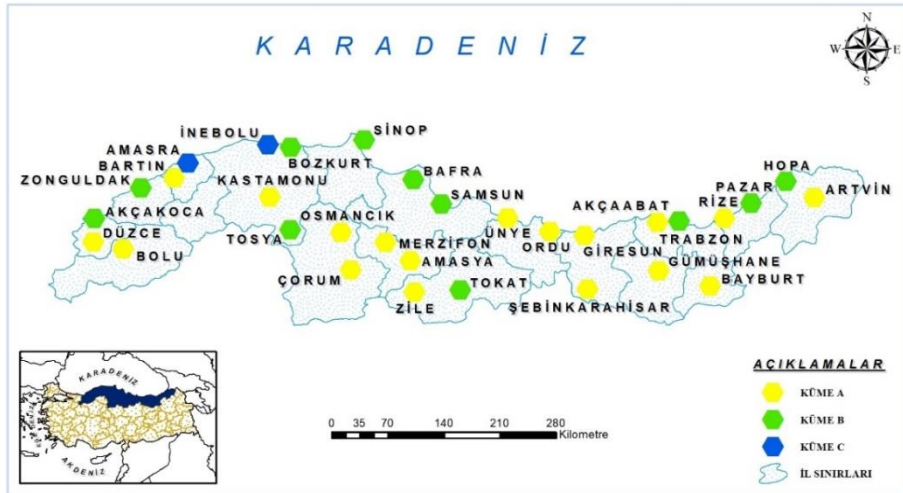 K A R A D E N İ Z
N
W E
S
SİNOP
İNEBOLU
AMASRA
BOZKURT
BARTIN
HOPA
ZONGULDAK
KASTAMONU
BAFRA
PAZAR
ARTVİN
SAMSUN
AKÇAABAT
RİZE
AKÇAKOCA
OSMANCIK
DÜZCE
TOSYA
ÜNYE
TRABZON
MERZİFON
ORDU
GİRESUN
BOLU
AMASYA
GÜMÜŞHANE
ÇORUM
TOKAT
BAYBURT
ZİLE
ŞEBİNKARAHİSAR
KARADENİZ
AKDENİZ
0 35 70 140 210 280
Kilometre
AÇIKLAMALAR
KÜME A
KÜME B
KÜME C
İL SINIRLARI